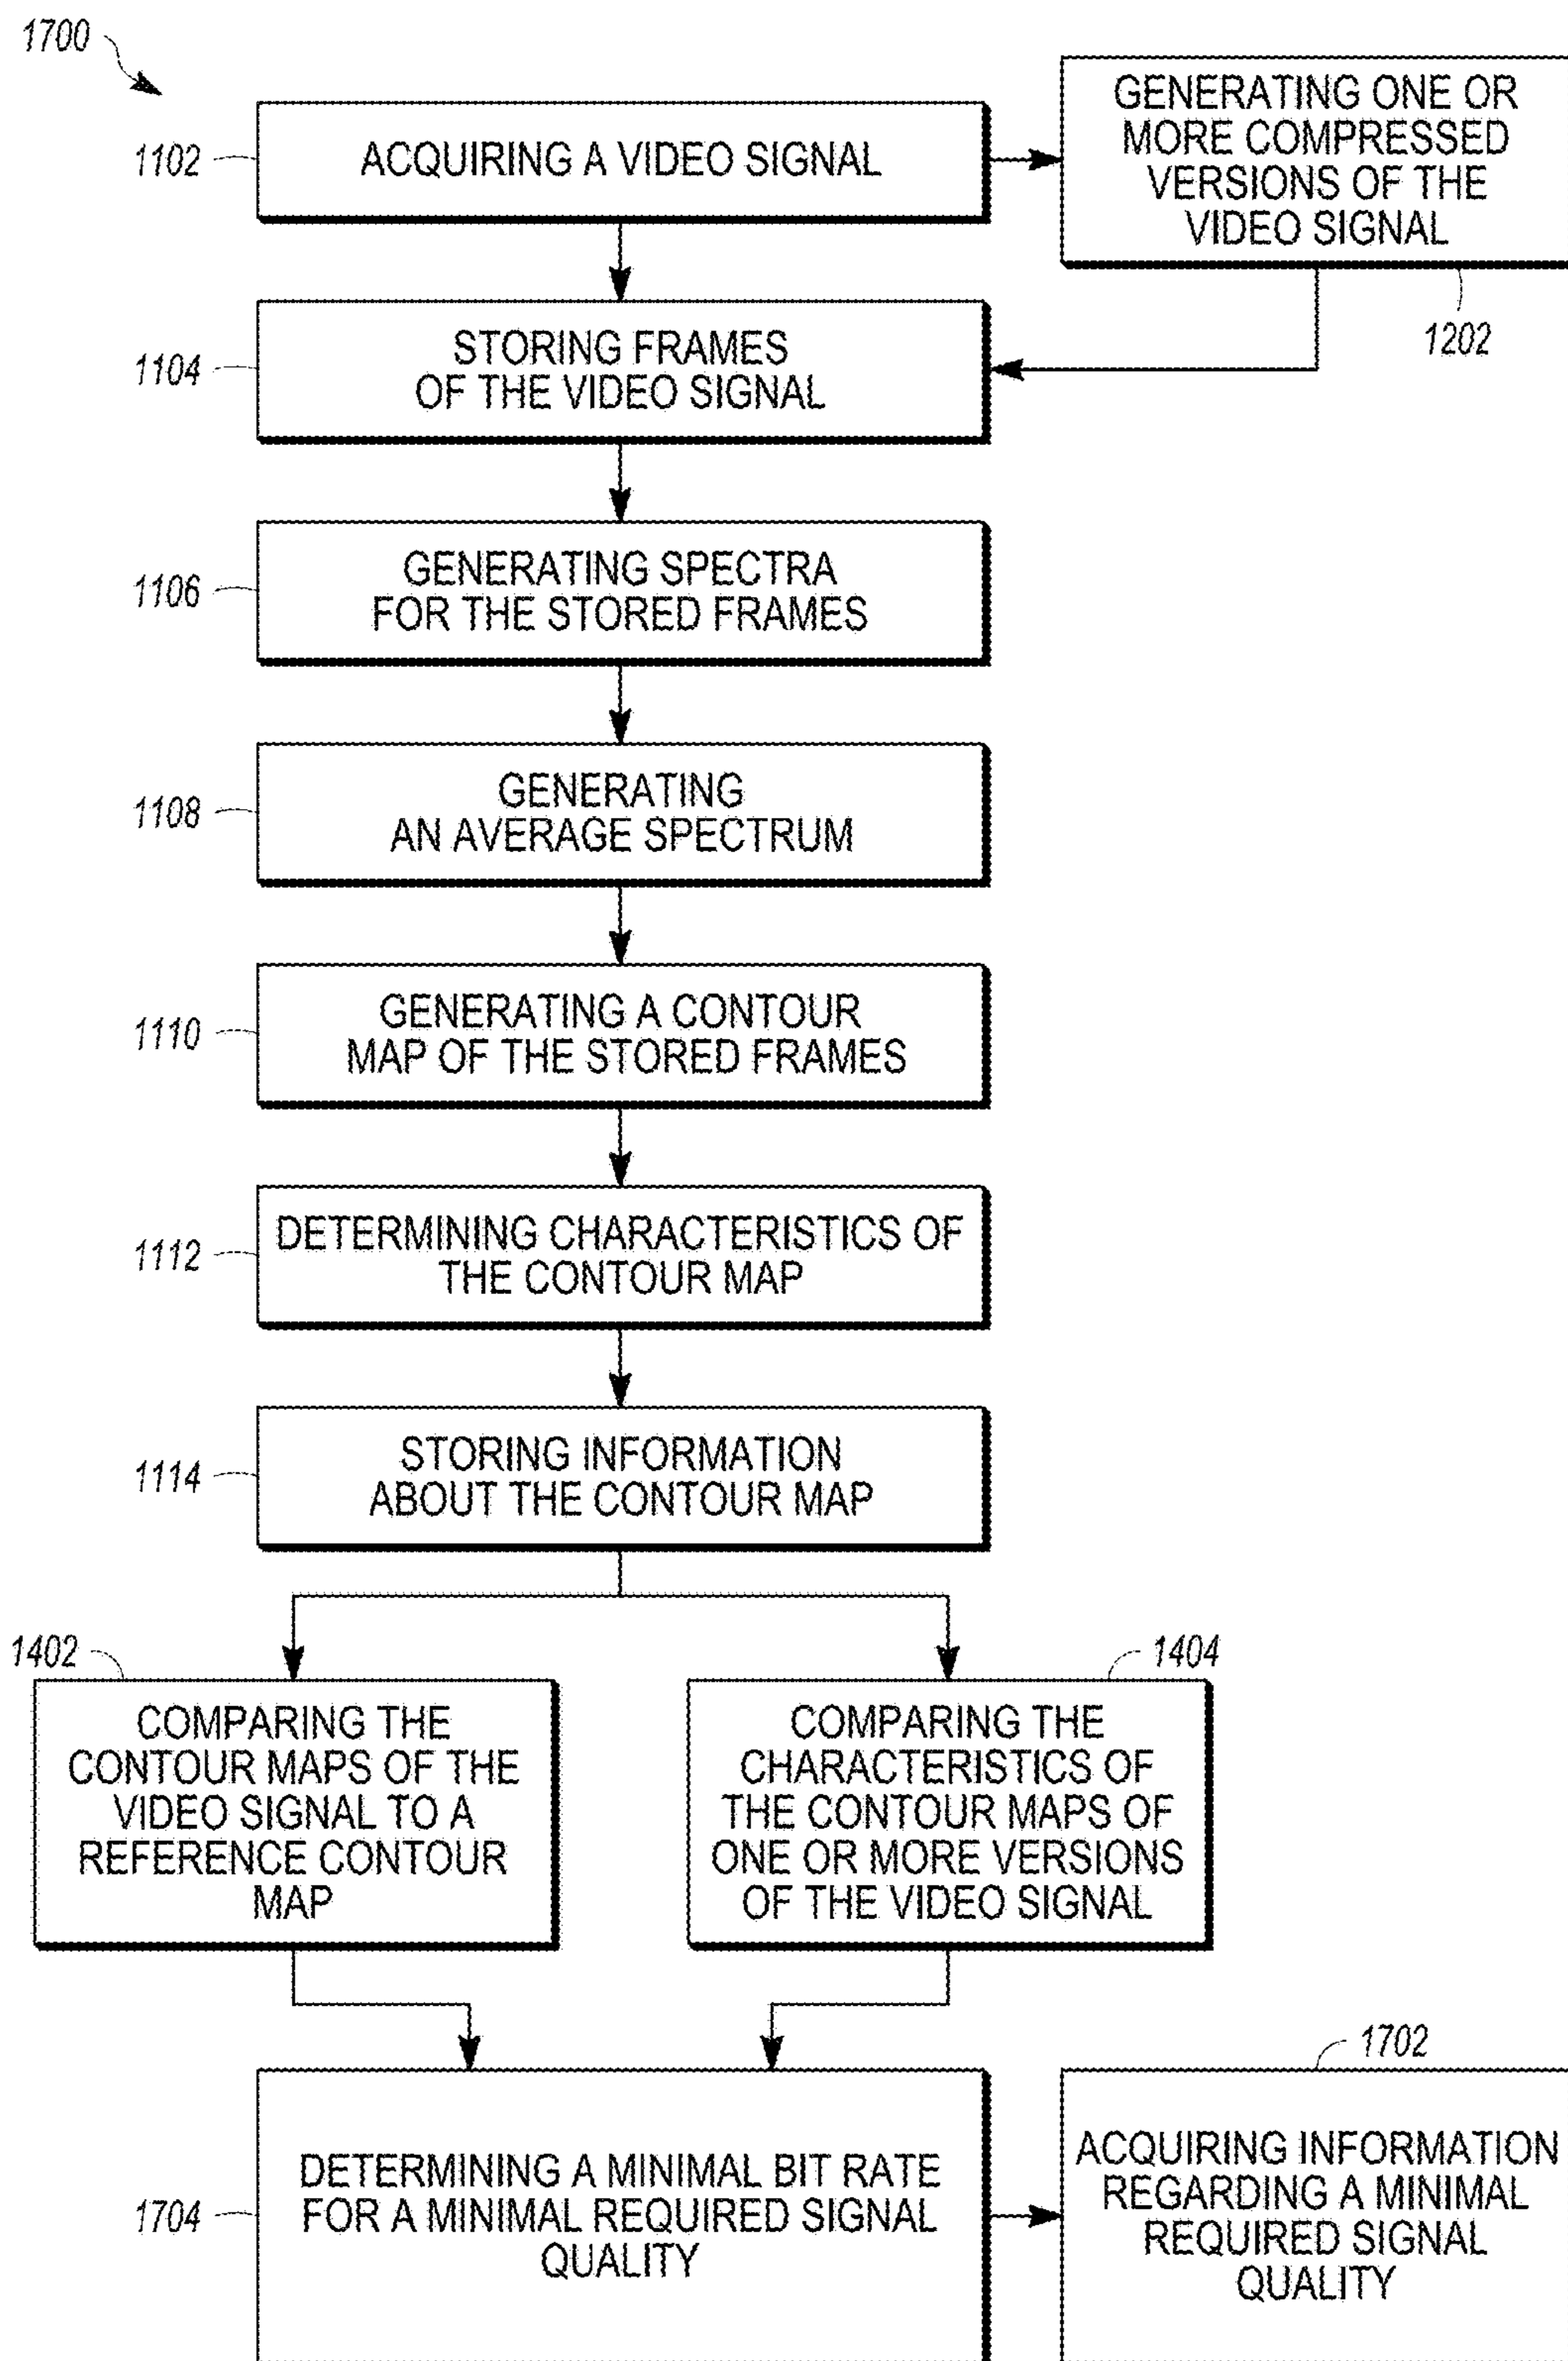 1700
1102
ACQUIRING A VIDEO SIGNAL
GENERATING ONE OR
MORE COMPRESSED
VERSIONS OF THE
VIDEO SIGNAL
1202
1104
STORING FRAMES
OF THE VIDEO SIGNAL
1106
GENERATING SPECTRA
FOR THE STORED FRAMES
1108
GENERATING
AN AVERAGE SPECTRUM
1110
GENERATING A CONTOUR
MAP OF THE STORED FRAMES
1112
DETERMINING CHARACTERISTICS OF
THE CONTOUR MAP
1114
STORING INFORMATION
ABOUT THE CONTOUR MAP
1402
COMPARING THE
CONTOUR MAPS OF THE
VIDEO SIGNAL TO A
REFERENCE CONTOUR
MAP
1404
COMPARING THE
CHARACTERISTICS OF
THE CONTOUR MAPS OF
ONE OR MORE VERSIONS
OF THE VIDEO SIGNAL
1704
DETERMINING A MINIMAL BIT RATE
FOR A MINIMAL REQUIRED SIGNAL
QUALITY
1702
ACQUIRING INFORMATION
REGARDING A MINIMAL
REQUIRED SIGNAL
QUALITY